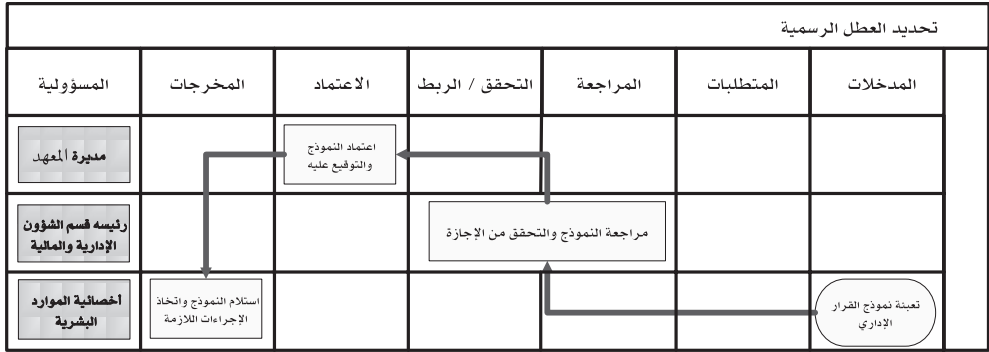 تحديد العطل الرسمية
المدخلات
المتطلبات
المراجعة
التحقق / الربط
الاعتماد
المخرجات
المسؤولية
اعتماد النموذج
والتوقيع عليه
مديرة المعهد
مراجعة النموذج والتحقق من الإجازة
رئيسه قسم الشؤون
الإدارية والمالية
تعبئة نموذج القرار
الإداري
استلام النموذج واتخاذ
الإجراءات اللازمة
أخصائية الموارد
البشرية